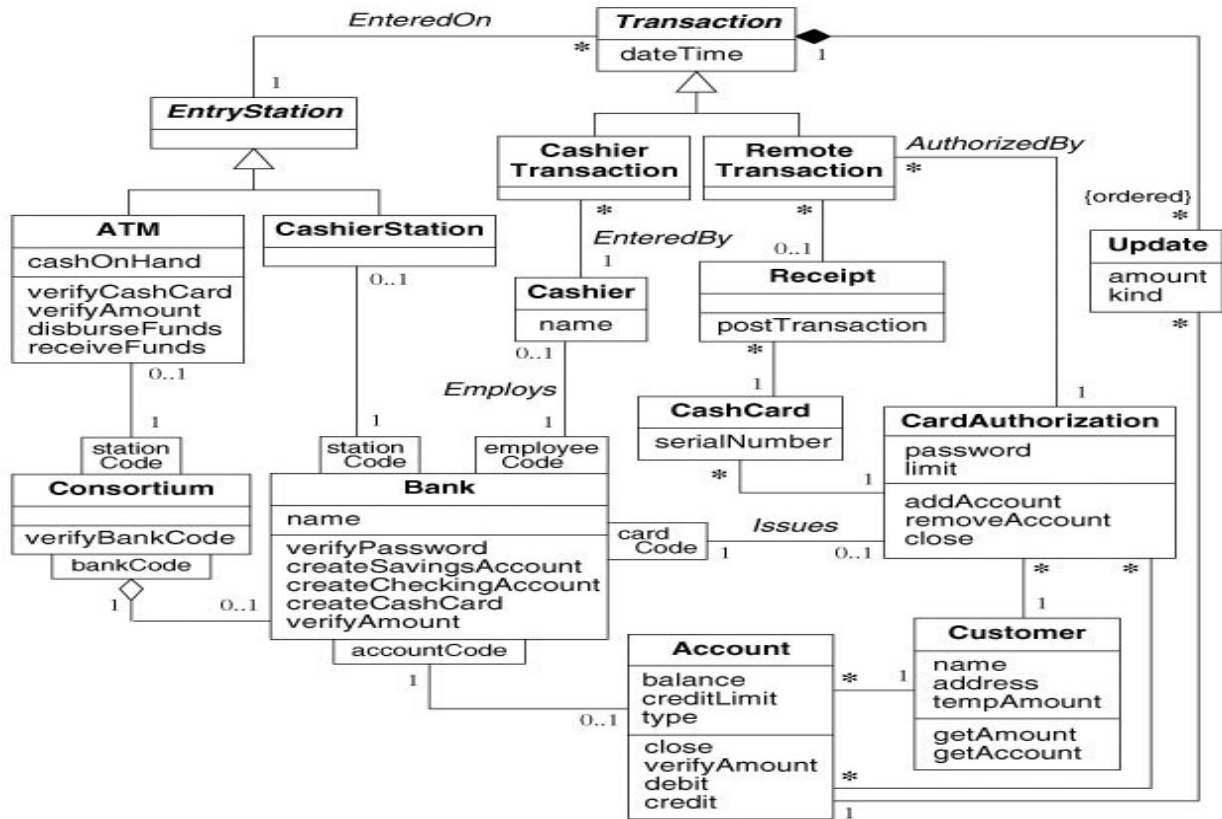 EnteredOn
Transaction
dateTime
*
1
1
EntryStation
Cashier
Transaction
Remote
Transaction
AuthorizedBy
*
*
*
{ordered}
*
ATM
cashOnHand
verifyCashCard
verifyAmount
disburseFunds
receiveFunds
CashierStation
0..1
EnteredBy
1
0..1
Cashier
name
Receipt
postTransaction
Update
amount
kind
*
0..1
0..1
*
Employs
1
1
1
1
1
CashCard
serialNumber
CardAuthorization
password
limit
addAccount
removeAccount
close
station
Code
station
Code
employee
Code
*
1
Consortium
verifyBankCode
bankCode
Bank
name
verifyPassword
createSavingsAccount
createCheckingAccount
createCashCard
verifyAmount
accountCode
card
Code
Issues
1
0..1
*
*
1
0..1
1
1
0..1
Account
balance
creditLimit
type
close
verifyAmount
debit
credit
*
1
Customer
name
address
tempAmount
getAmount
getAccount
*
1